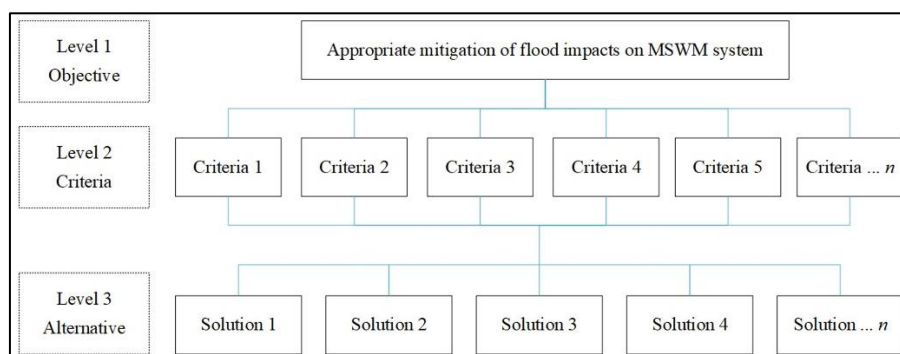 Level 1
Objective
Appropriate mitigation of flood impacts on MSWM system
Level 2
Criteria
Criteria 1
Criteria 2
Criteria 3
Criteria 4
Criteria 5
Criteria ... n
Level 3
Alternative
Solution 1
Solution 2
Solution 3
Solution 4
Solution ... n